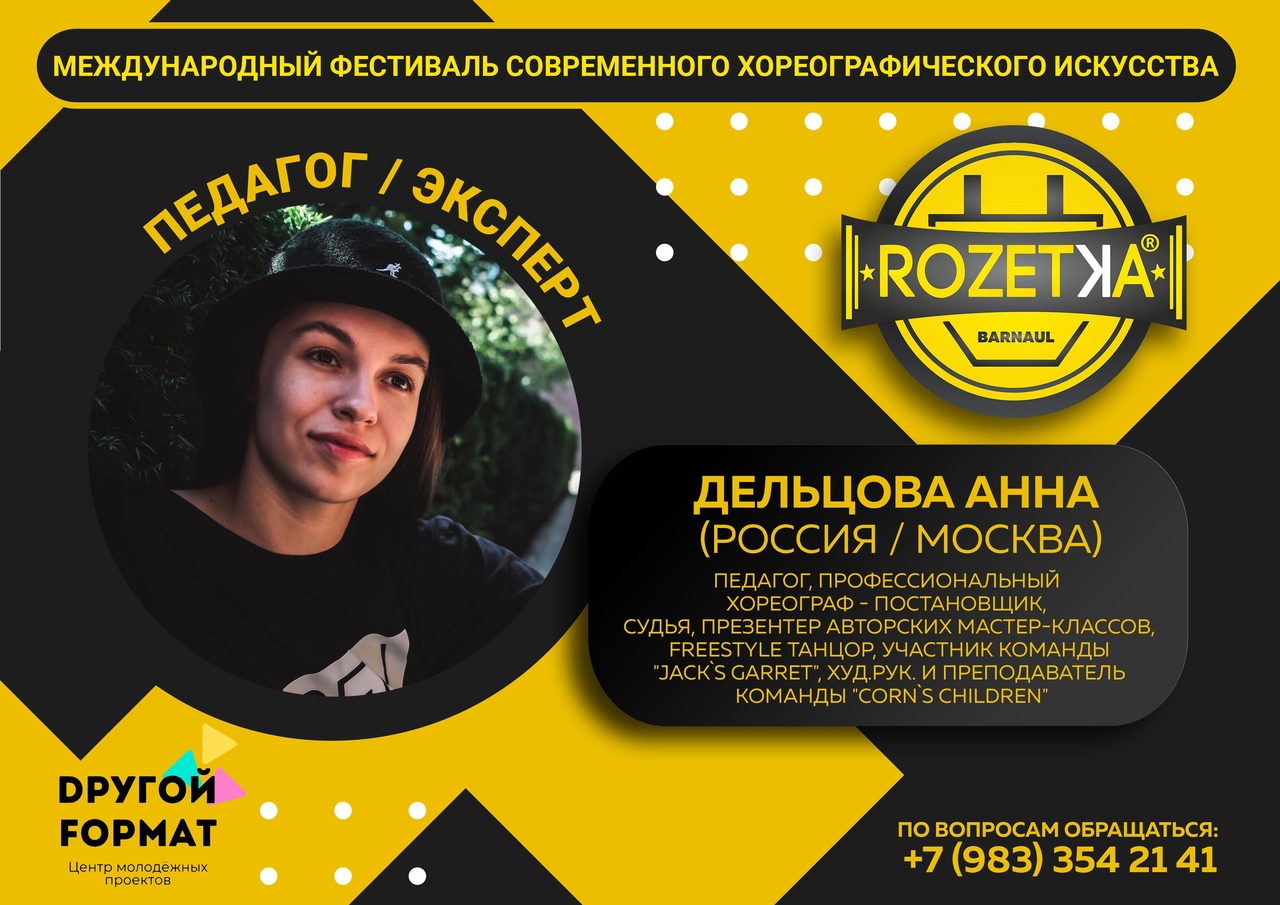 МЕЖДУНАРОДНЫЙ ФЕСТИВАЛЬ СОВРЕМЕННОГО ХОРЕОГРАФИЧЕСКОГО ИСКУССТВА
ПЕДАГОГ / ЭКСПЕРТ
ROZETKA®
BARNAUL
ДЕЛЬЦОВА АННА
(РОССИЯ / МОСКВА)
ПЕДАГОГ, ПРОФЕССИОНАЛЬНЫЙ
ХОРЕОГРАФ - ПОСТАНОВЩИК,
СУДЬЯ, ПРЕЗЕНТЕР АВТОРСКИХ МАСТЕР-КЛАССОВ,
FREESTYLE ТАНЦОР, УЧАСТНИК КОМАНДЫ
"JACK`S GARRET", ХУД.РУК. И ПРЕПОДАВАТЕЛЬ
КОМАНДЫ "CORN`S CHILDREN"
DРУГОЙ
FОРМАТ
Центр молодёжных
проектов
ПО ВОПРОСАМ ОБРАЩАТЬСЯ:
+7 (983) 354 21 41